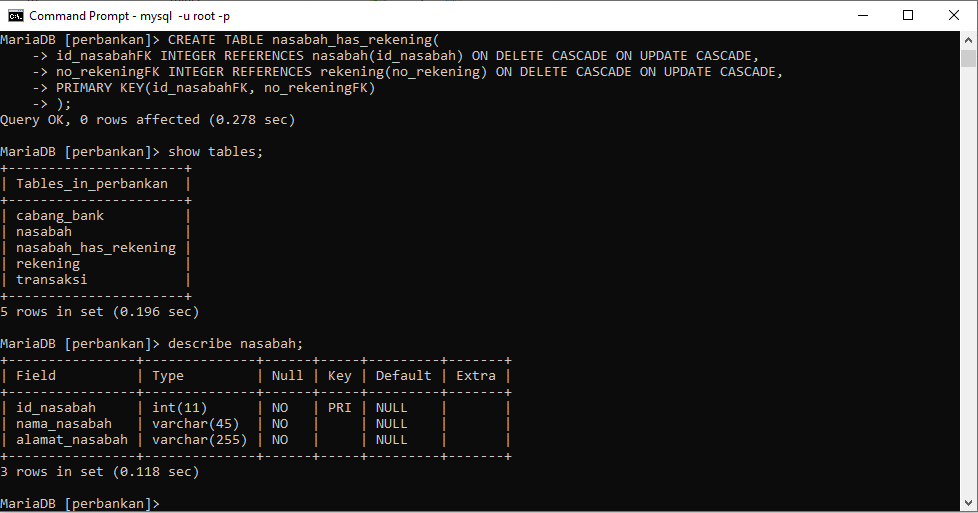 Command Prompt - mysql  -u root -p
MariaDB [perbankan]> CREATE TABLE nasabah_has_rekening(
    -> id_nasabahFK INTEGER REFERENCES nasabah(id_nasabah) ON DELETE CASCADE ON UPDATE CASCADE,
    -> no_rekeningFK INTEGER REFERENCES rekening(no_rekening) ON DELETE CASCADE ON UPDATE CASCADE,
    -> PRIMARY KEY(id_nasabahFK, no_rekeningFK)
    -> );
Query OK, 0 rows affected (0.278 sec)
MariaDB [perbankan]> show tables;
+----------------------+
| Tables_in_perbankan  |
+----------------------+
| cabang_bank          |
| nasabah              |
| nasabah_has_rekening |
| rekening             |
| transaksi            |
+----------------------+
5 rows in set (0.196 sec)
MariaDB [perbankan]> describe nasabah;
+----------------+--------------+------+-----+---------+-------+
| Field          | Type         | Null | Key | Default | Extra |
+----------------+--------------+------+-----+---------+-------+
| id_nasabah     | int(11)      | NO   | PRI | NULL    |       |
| nama_nasabah   | varchar(45)  | NO   |     | NULL    |       |
| alamat_nasabah | varchar(255) | NO   |     | NULL    |       |
+----------------+--------------+------+-----+---------+-------+
3 rows in set (0.118 sec)
MariaDB [perbankan]>